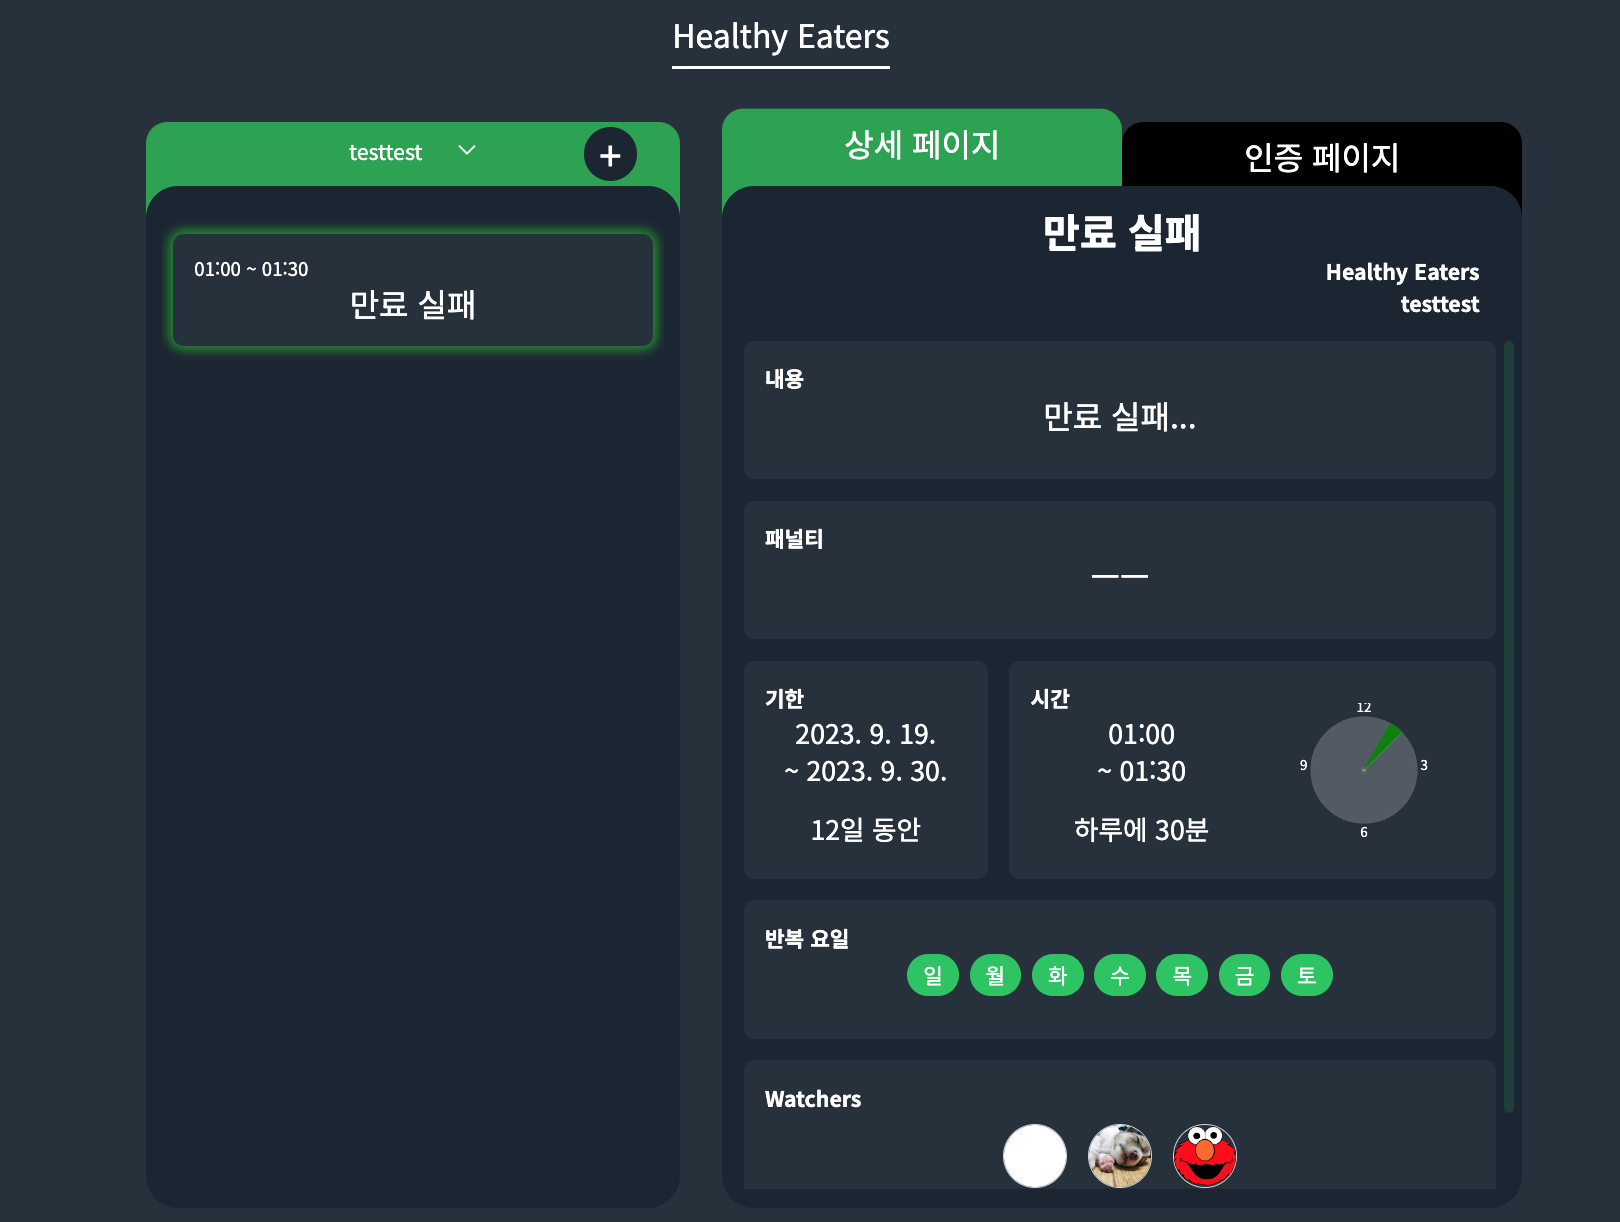 Healthy Eaters
testtest
+
01:00 ~ 01:30
만료 실패
상세 페이지
인증 페이지
만료 실패
Healthy Eaters
testtest
내용
만료 실패...
패널티
ㅡㅡ
기한
2023. 9. 19.
~ 2023. 9. 30.
12일 동안
시간
01:00
~ 01:30
하루에 30분
12
9
3
6
반복 요일
일 월 화 수 목 금 토
Watchers